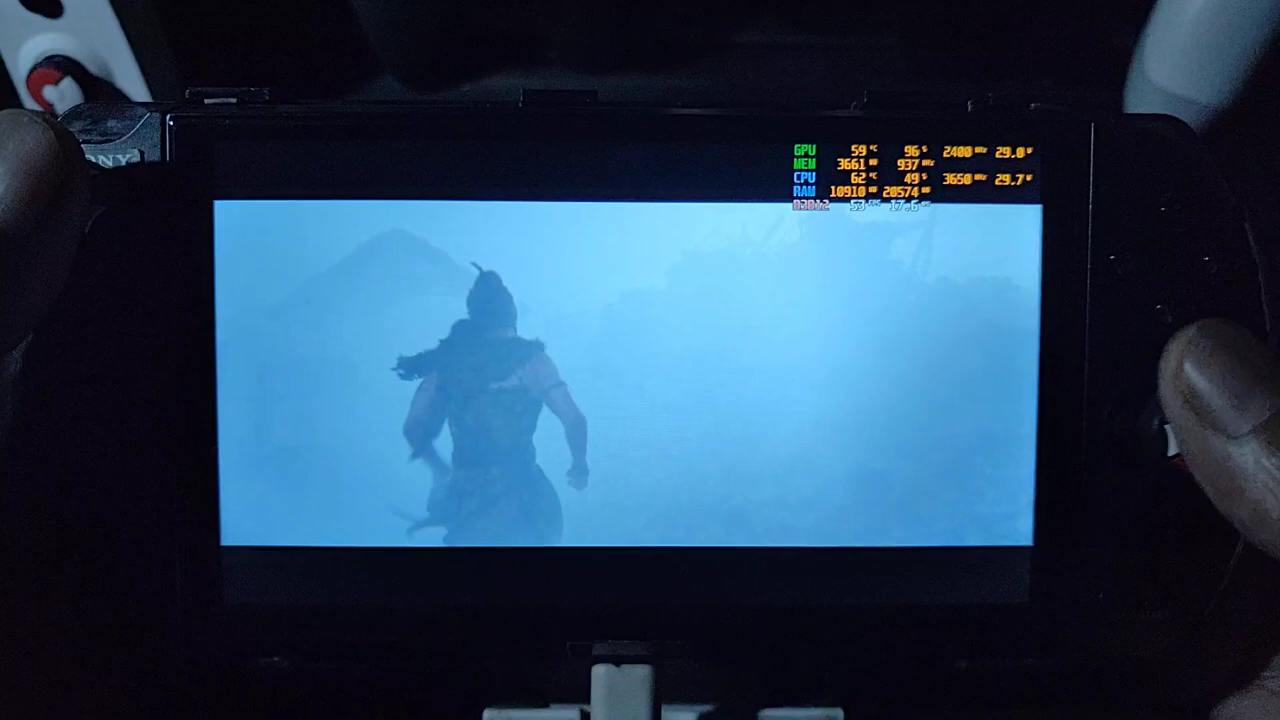 ONY
GPU 59 °C 96 % 2400 MHz 29.0 W
MEM 3661 MB 937 MHz
CPU 62 °C 49 % 3650 MHz 29.7 W
RAM 10910 MB 20574 MB
D3D12 53 FPS 17.6 ms